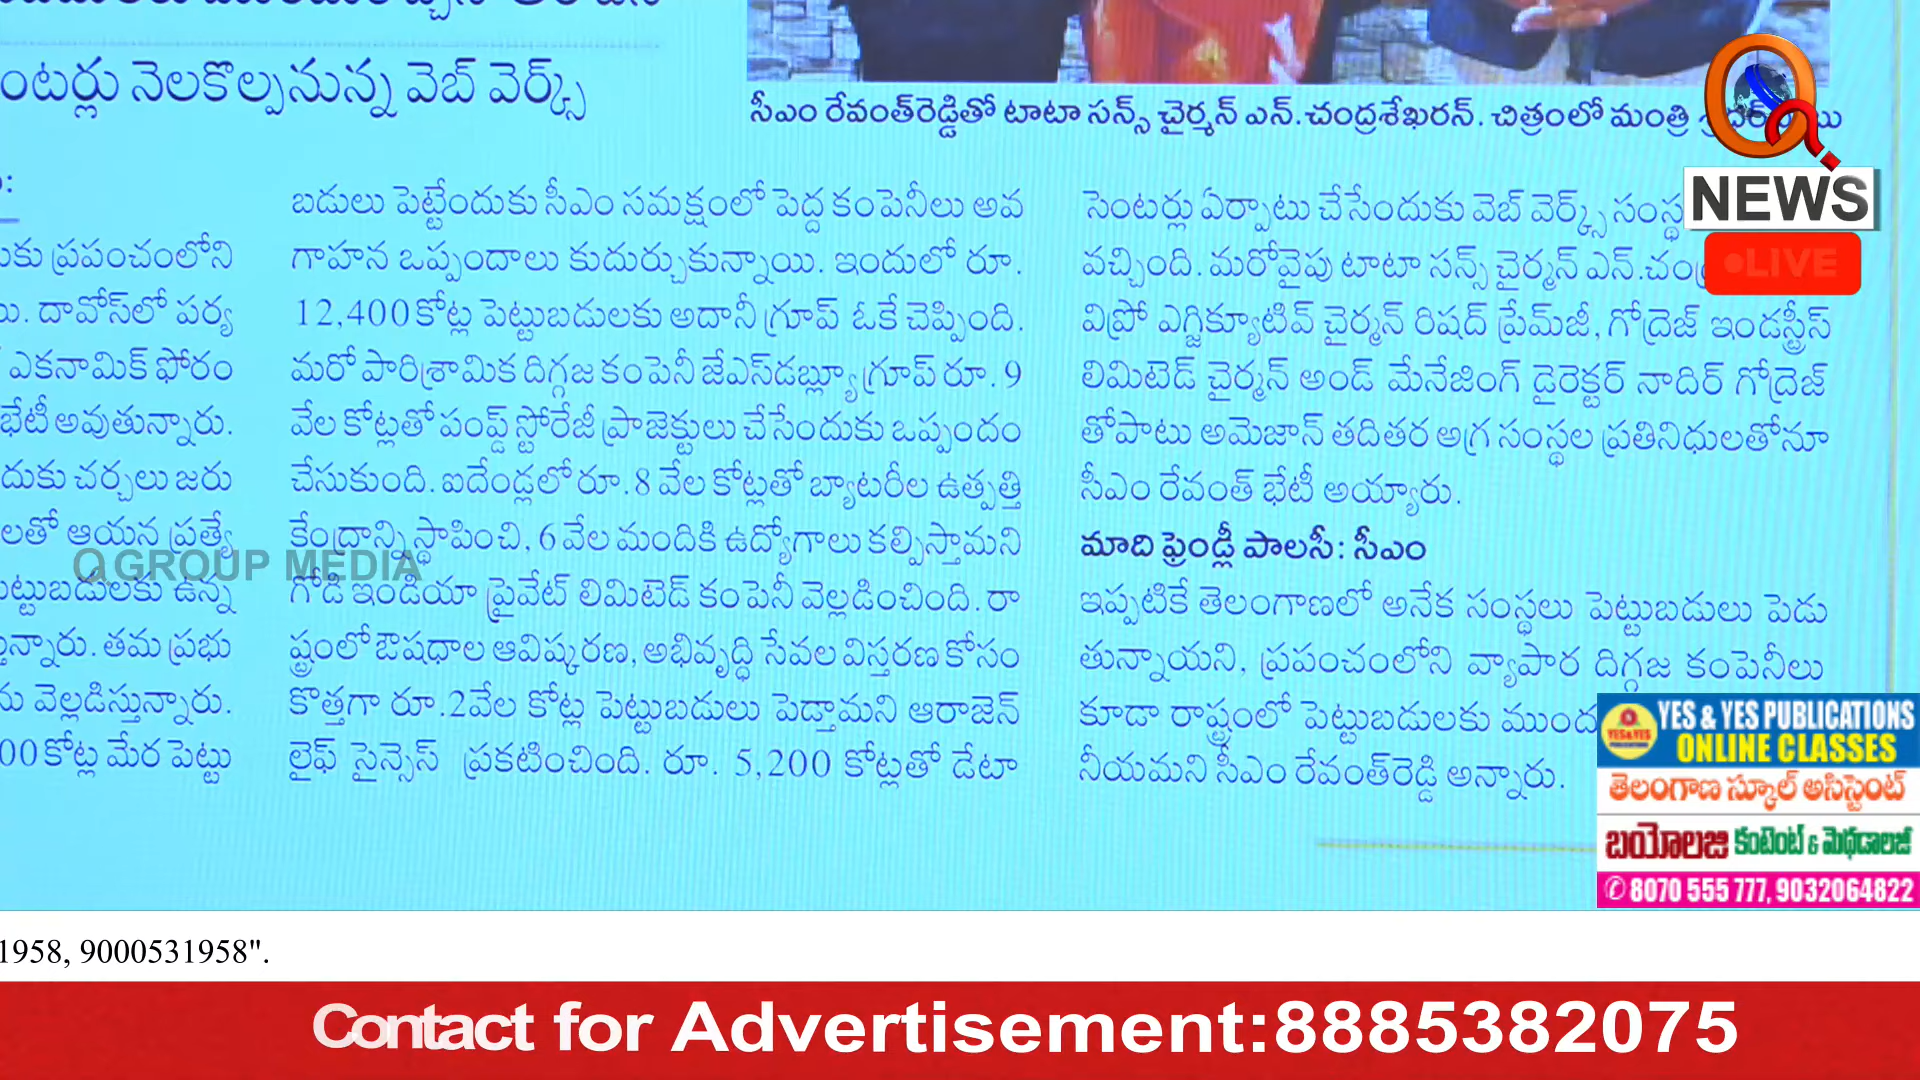 ంటర్లు నెలకొల్పనున్న వెబ్ వెర్క్స్
సీఎం రేవంత్‌రెడ్డితో టాటా సన్స్ చైర్మన్ ఎన్.చంద్రశేఖరన్. చిత్రంలో మంత్రి
కు ప్రపంచంలోని
దావోస్‌లో పర్య
ఎకనామిక్ ఫోరం
భేటీ అవుతున్నారు.
దుకు చర్చలు జరు
లతో ఆయన ప్రత్యే
ట్టుబడులకు ఉన్న
న్నారు. తమ ప్రభు
ను వెల్లడిస్తున్నారు.
00 కోట్ల మేర పెట్టు
బడులు పెట్టేందుకు సీఎం సమక్షంలో పెద్ద కంపెనీలు అవ
గాహన ఒప్పందాలు కుదుర్చుకున్నాయి. ఇందులో రూ.
12,400 కోట్ల పెట్టుబడులకు అదానీ గ్రూప్ ఓకే చెప్పింది.
మరో పారిశ్రామిక దిగ్గజ కంపెనీ జేఎస్‌డబ్ల్యూ గ్రూప్ రూ. 9
వేల కోట్లతో పంప్డ్ స్టోరేజీ ప్రాజెక్టులు చేసేందుకు ఒప్పందం
చేసుకుంది. ఐదేండ్లలో రూ.8 వేల కోట్లతో బ్యాటరీల ఉత్పత్తి
కేంద్రాన్ని స్థాపించి, 6 వేల మందికి ఉద్యోగాలు కల్పిస్తామని
గోడి ఇండియా ప్రైవేట్ లిమిటెడ్ కంపెనీ వెల్లడించింది. రా
ష్ట్రంలో ఔషధాల ఆవిష్కరణ, అభివృద్ధి సేవల విస్తరణ కోసం
కొత్తగా రూ.2వేల కోట్ల పెట్టుబడులు పెడ్తామని ఆరాజెన్
లైఫ్ సైన్సెస్ ప్రకటించింది. రూ. 5,200 కోట్లతో డేటా
సెంటర్లు ఏర్పాటు చేసేందుకు వెబ్ వెర్క్స్ సంస్థ
వచ్చింది. మరోవైపు టాటా సన్స్ చైర్మన్ ఎన్.చంద్ర
విప్రో ఎగ్జిక్యూటివ్ చైర్మన్ రిషద్ ప్రేమ్‌జీ, గోద్రెజ్ ఇండస్ట్రీస్
లిమిటెడ్ చైర్మన్ అండ్ మేనేజింగ్ డైరెక్టర్ నాదిర్ గోద్రెజ్
తోపాటు అమెజాన్ తదితర అగ్ర సంస్థల ప్రతినిధులతోనూ
సీఎం రేవంత్ భేటీ అయ్యారు.
మాది ఫ్రెండ్లీ పాలసీ: సీఎం
ఇప్పటికే తెలంగాణలో అనేక సంస్థలు పెట్టుబడులు పెడు
తున్నాయని, ప్రపంచంలోని వ్యాపార దిగ్గజ కంపెనీలు
కూడా రాష్ట్రంలో పెట్టుబడులకు ముంద
నీయమని సీఎం రేవంత్‌రెడ్డి అన్నారు.
Q GROUP MEDIA
Q
NEWS
LIVE
YES & YES PUBLICATIONS
ONLINE CLASSES
తెలంగాణ స్కూల్ అసిస్టెంట్
బయోలజి కంటెంట్ & మెథడాలజీ
8070 555 777, 9032064822
1958, 9000531958".
Contact for Advertisement:8885382075